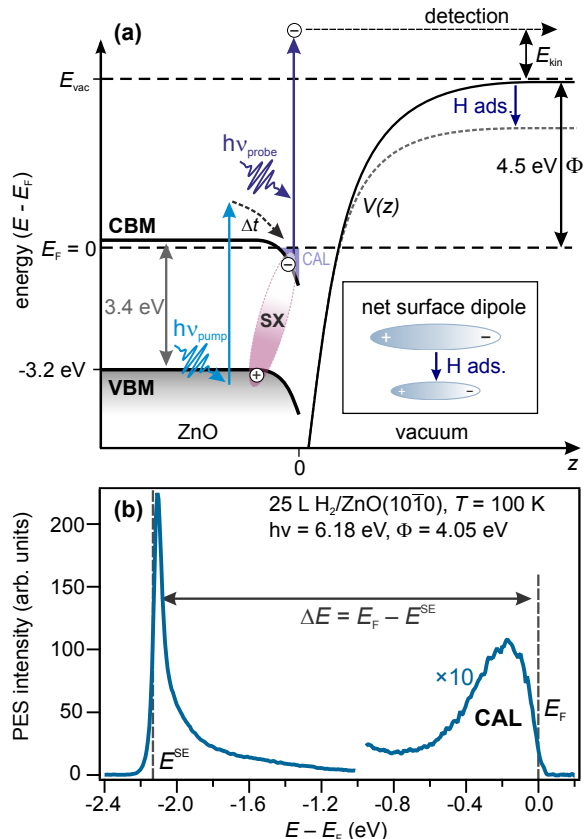 (a)
detection
E_kin
E_vac
H ads.
hν_probe
4.5 eV Φ
V(z)
energy (E - E_F)
CBM
Δt
E_F = 0
CAL
3.4 eV
SX
hν_pump
net surface dipole
+ −
H ads.
+ −
-3.2 eV
VBM
ZnO
vacuum
0
z
(b)
25 L H₂/ZnO(101̄0), T = 100 K
hν = 6.18 eV, Φ = 4.05 eV
PES intensity (arb. units)
200
150
100
50
0
ΔE = E_F − E^SE
×10
CAL
E_F
E^SE
-2.4 -2.0 -1.6 -1.2 -0.8 -0.4 0.0
E − E_F (eV)